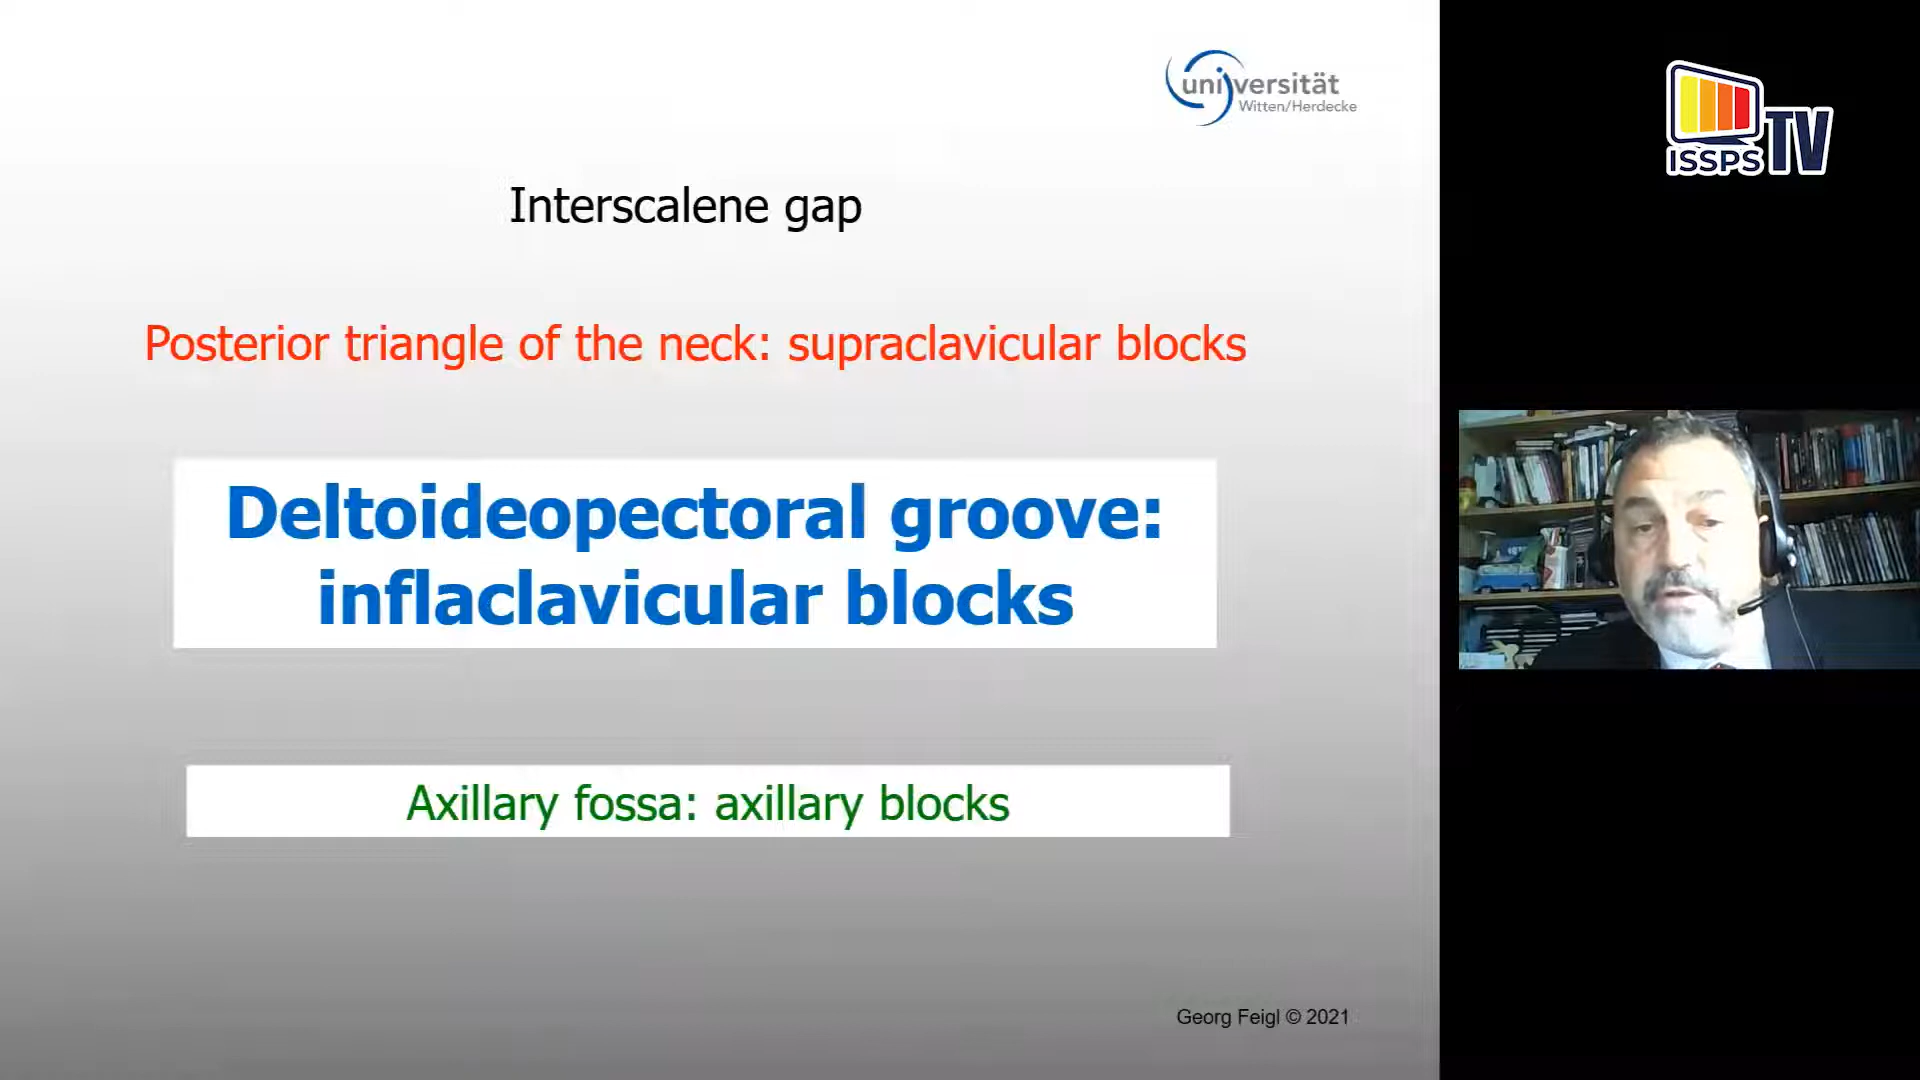 universität
Witten/Herdecke
ISSPS TV
Interscalene gap
Posterior triangle of the neck: supraclavicular blocks
Deltoideopectoral groove:
inflaclavicular blocks
Axillary fossa: axillary blocks
Georg Feigl © 2021